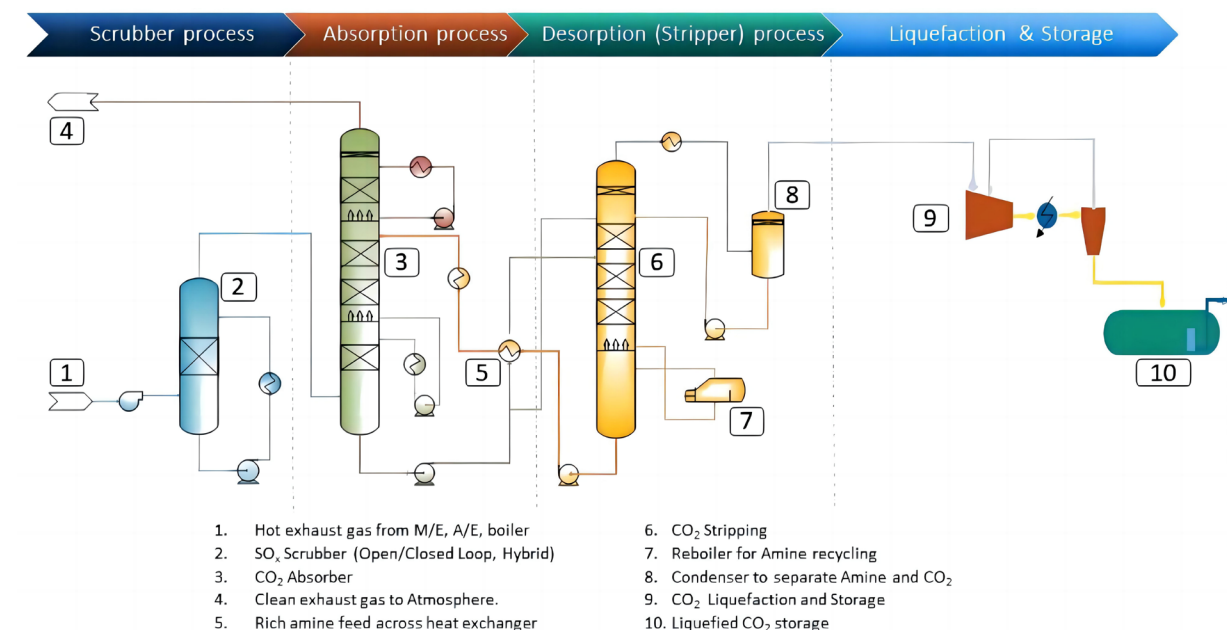 Scrubber process
Absorption process
Desorption (Stripper) process
Liquefaction & Storage
4
8
9
2
3
6
1
5
10
7
1. Hot exhaust gas from M/E, A/E, boiler
2. SOₓ Scrubber (Open/Closed Loop, Hybrid)
3. CO₂ Absorber
4. Clean exhaust gas to Atmosphere.
5. Rich amine feed across heat exchanger
6. CO₂ Stripping
7. Reboiler for Amine recycling
8. Condenser to separate Amine and CO₂
9. CO₂ Liquefaction and Storage
10. Liquefied CO₂ storage